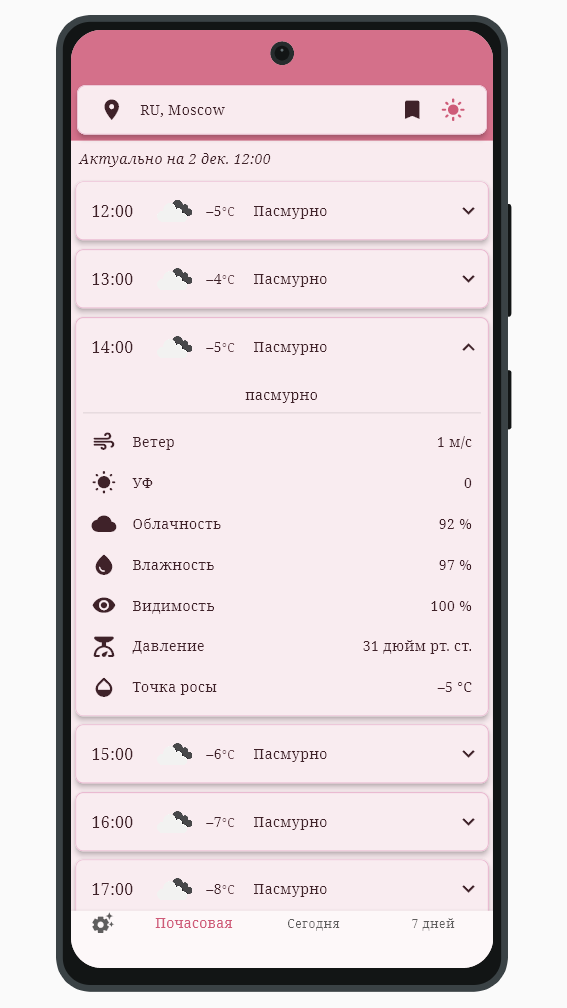 RU, Moscow
Актуально на 2 дек. 12:00
12:00 –5°C Пасмурно
13:00 –4°C Пасмурно
14:00 –5°C Пасмурно
пасмурно
Ветер 1 м/с
УФ 0
Облачность 92 %
Влажность 97 %
Видимость 100 %
Давление 31 дюйм рт. ст.
Точка росы –5 °C
15:00 –6°C Пасмурно
16:00 –7°C Пасмурно
17:00 –8°C Пасмурно
Почасовая Сегодня 7 дней